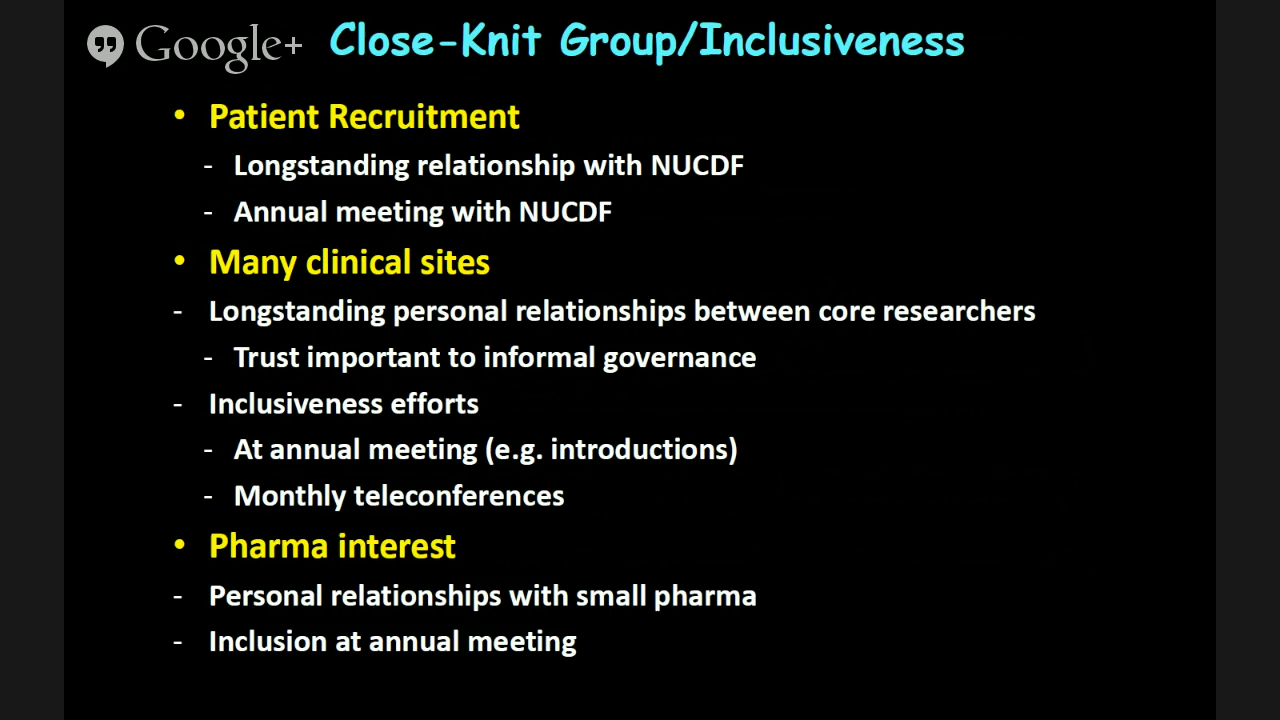 Google+ Close-Knit Group/Inclusiveness
• Patient Recruitment
- Longstanding relationship with NUCDF
- Annual meeting with NUCDF
• Many clinical sites
- Longstanding personal relationships between core researchers
- Trust important to informal governance
- Inclusiveness efforts
- At annual meeting (e.g. introductions)
- Monthly teleconferences
• Pharma interest
- Personal relationships with small pharma
- Inclusion at annual meeting